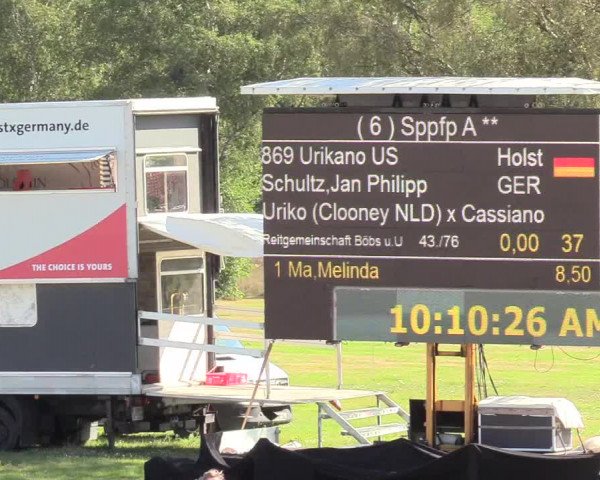 stxgermany.de
THE CHOICE IS YOURS
( 6 ) Sppfp A **
869 Urikano US Holst
Schultz,Jan Philipp GER
Uriko (Clooney NLD) x Cassiano
Reitgemeinschaft Böbs u.U 43./76 0,00 37
1 Ma,Melinda 8,50
10:10:26 AM